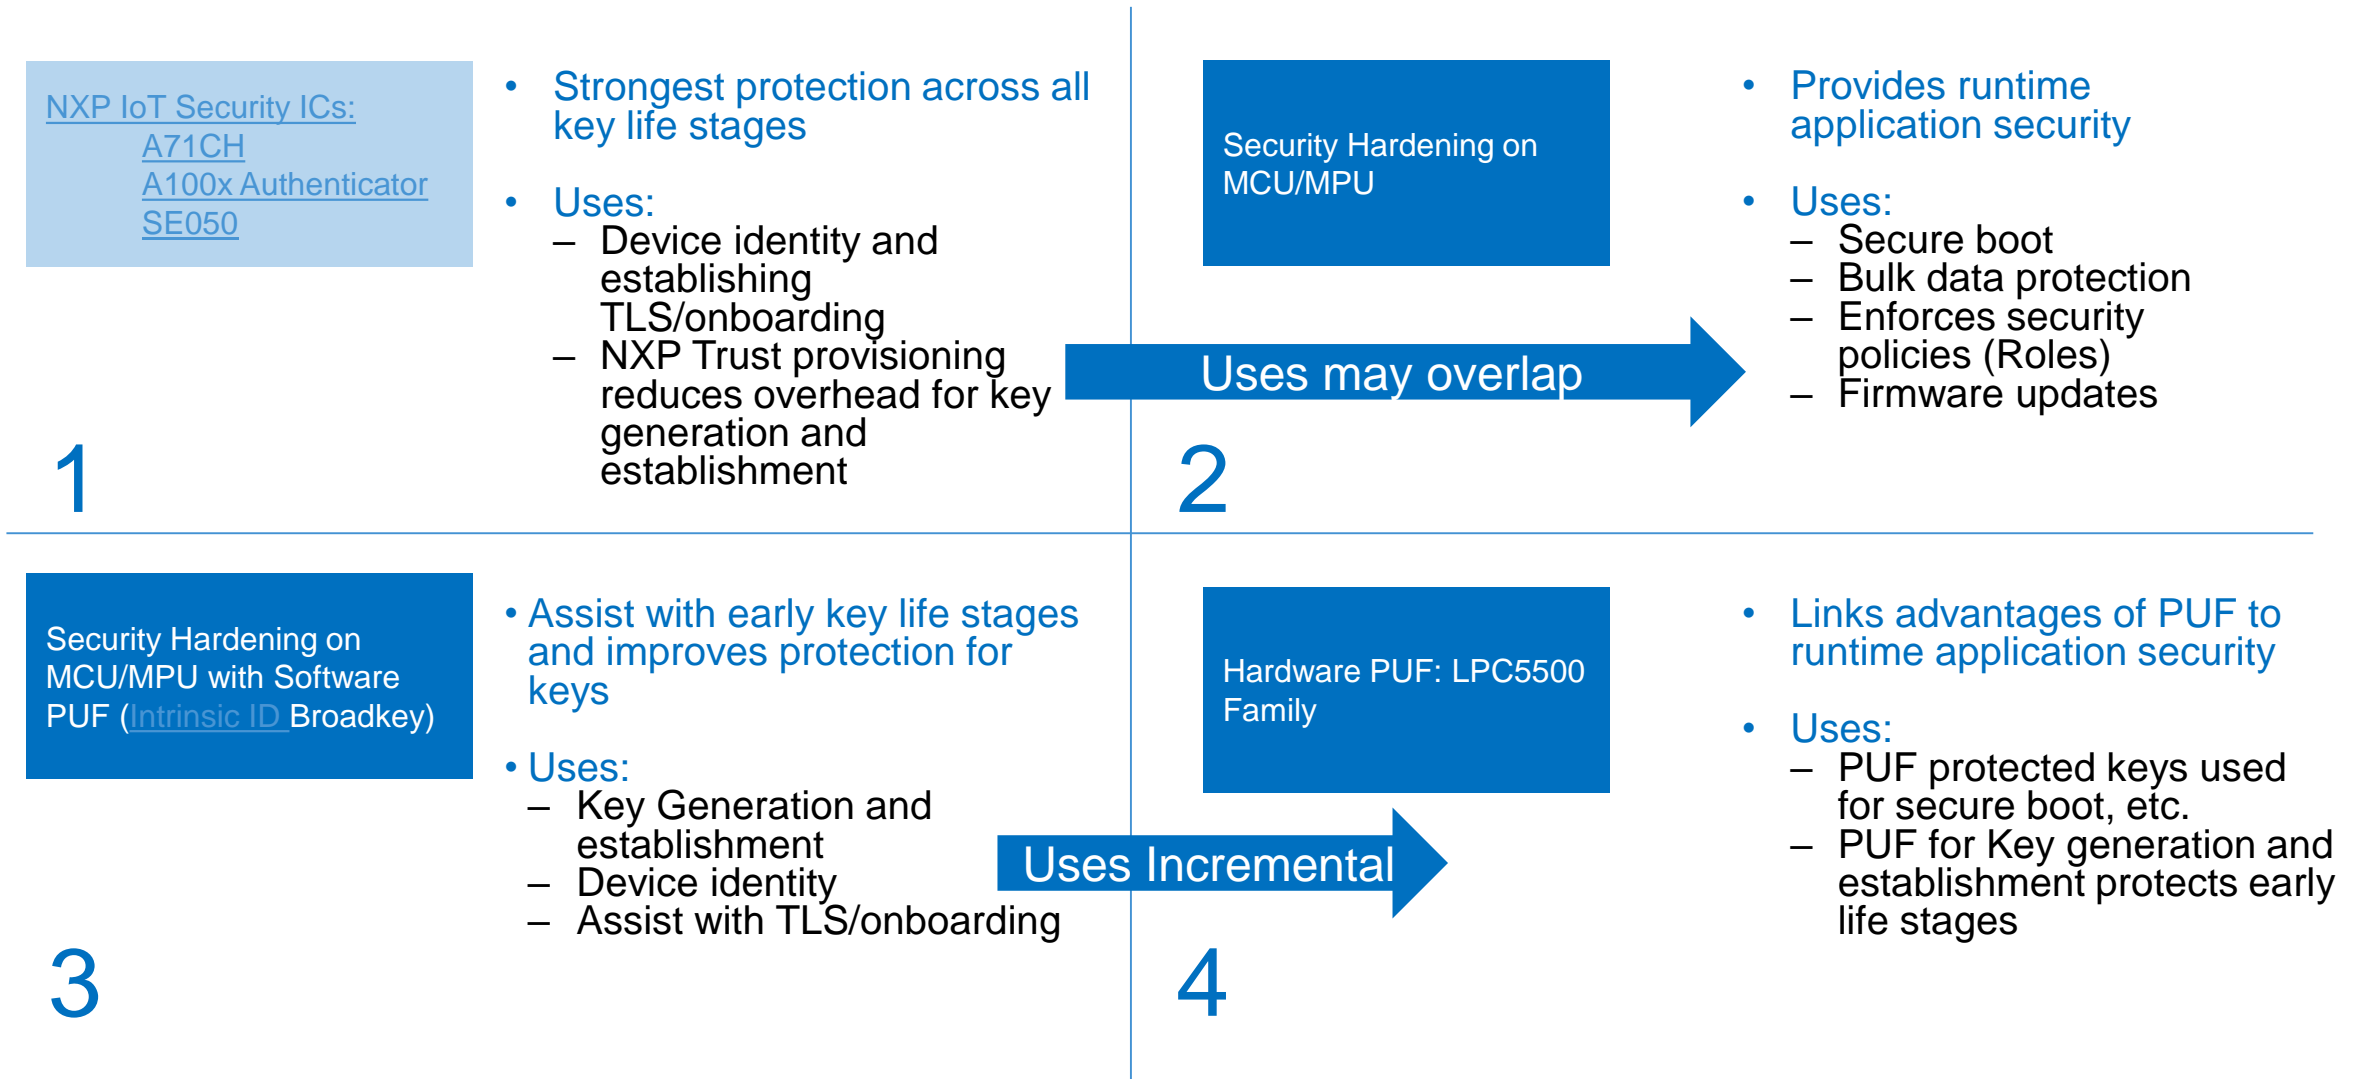 NXP IoT Security ICs:
A71CH
A100x Authenticator
SE050
• Strongest protection across all
key life stages
• Uses:
– Device identity and
establishing
TLS/onboarding
– NXP Trust provisioning
reduces overhead for key
generation and
establishment
1
Security Hardening on
MCU/MPU
• Provides runtime
application security
• Uses:
– Secure boot
– Bulk data protection
– Enforces security
policies (Roles)
– Firmware updates
Uses may overlap
2
Security Hardening on
MCU/MPU with Software
PUF (Intrinsic ID Broadkey)
• Assist with early key life stages
and improves protection for
keys
• Uses:
– Key Generation and
establishment
– Device identity
– Assist with TLS/onboarding
3
Uses Incremental
Hardware PUF: LPC5500
Family
• Links advantages of PUF to
runtime application security
• Uses:
– PUF protected keys used
for secure boot, etc.
– PUF for Key generation and
establishment protects early
life stages
4